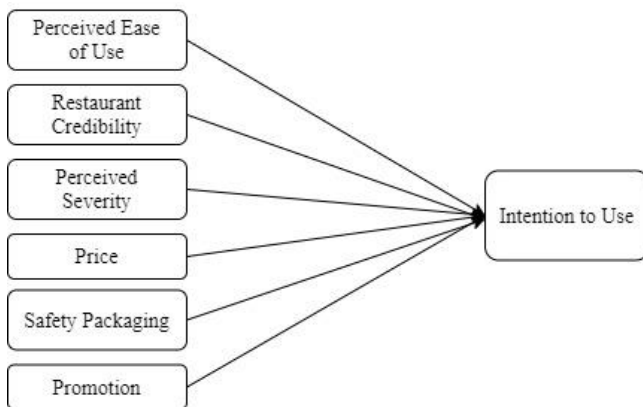 Perceived Ease
of Use
Restaurant
Credibility
Perceived
Severity
Intention to Use
Price
Safety Packaging
Promotion